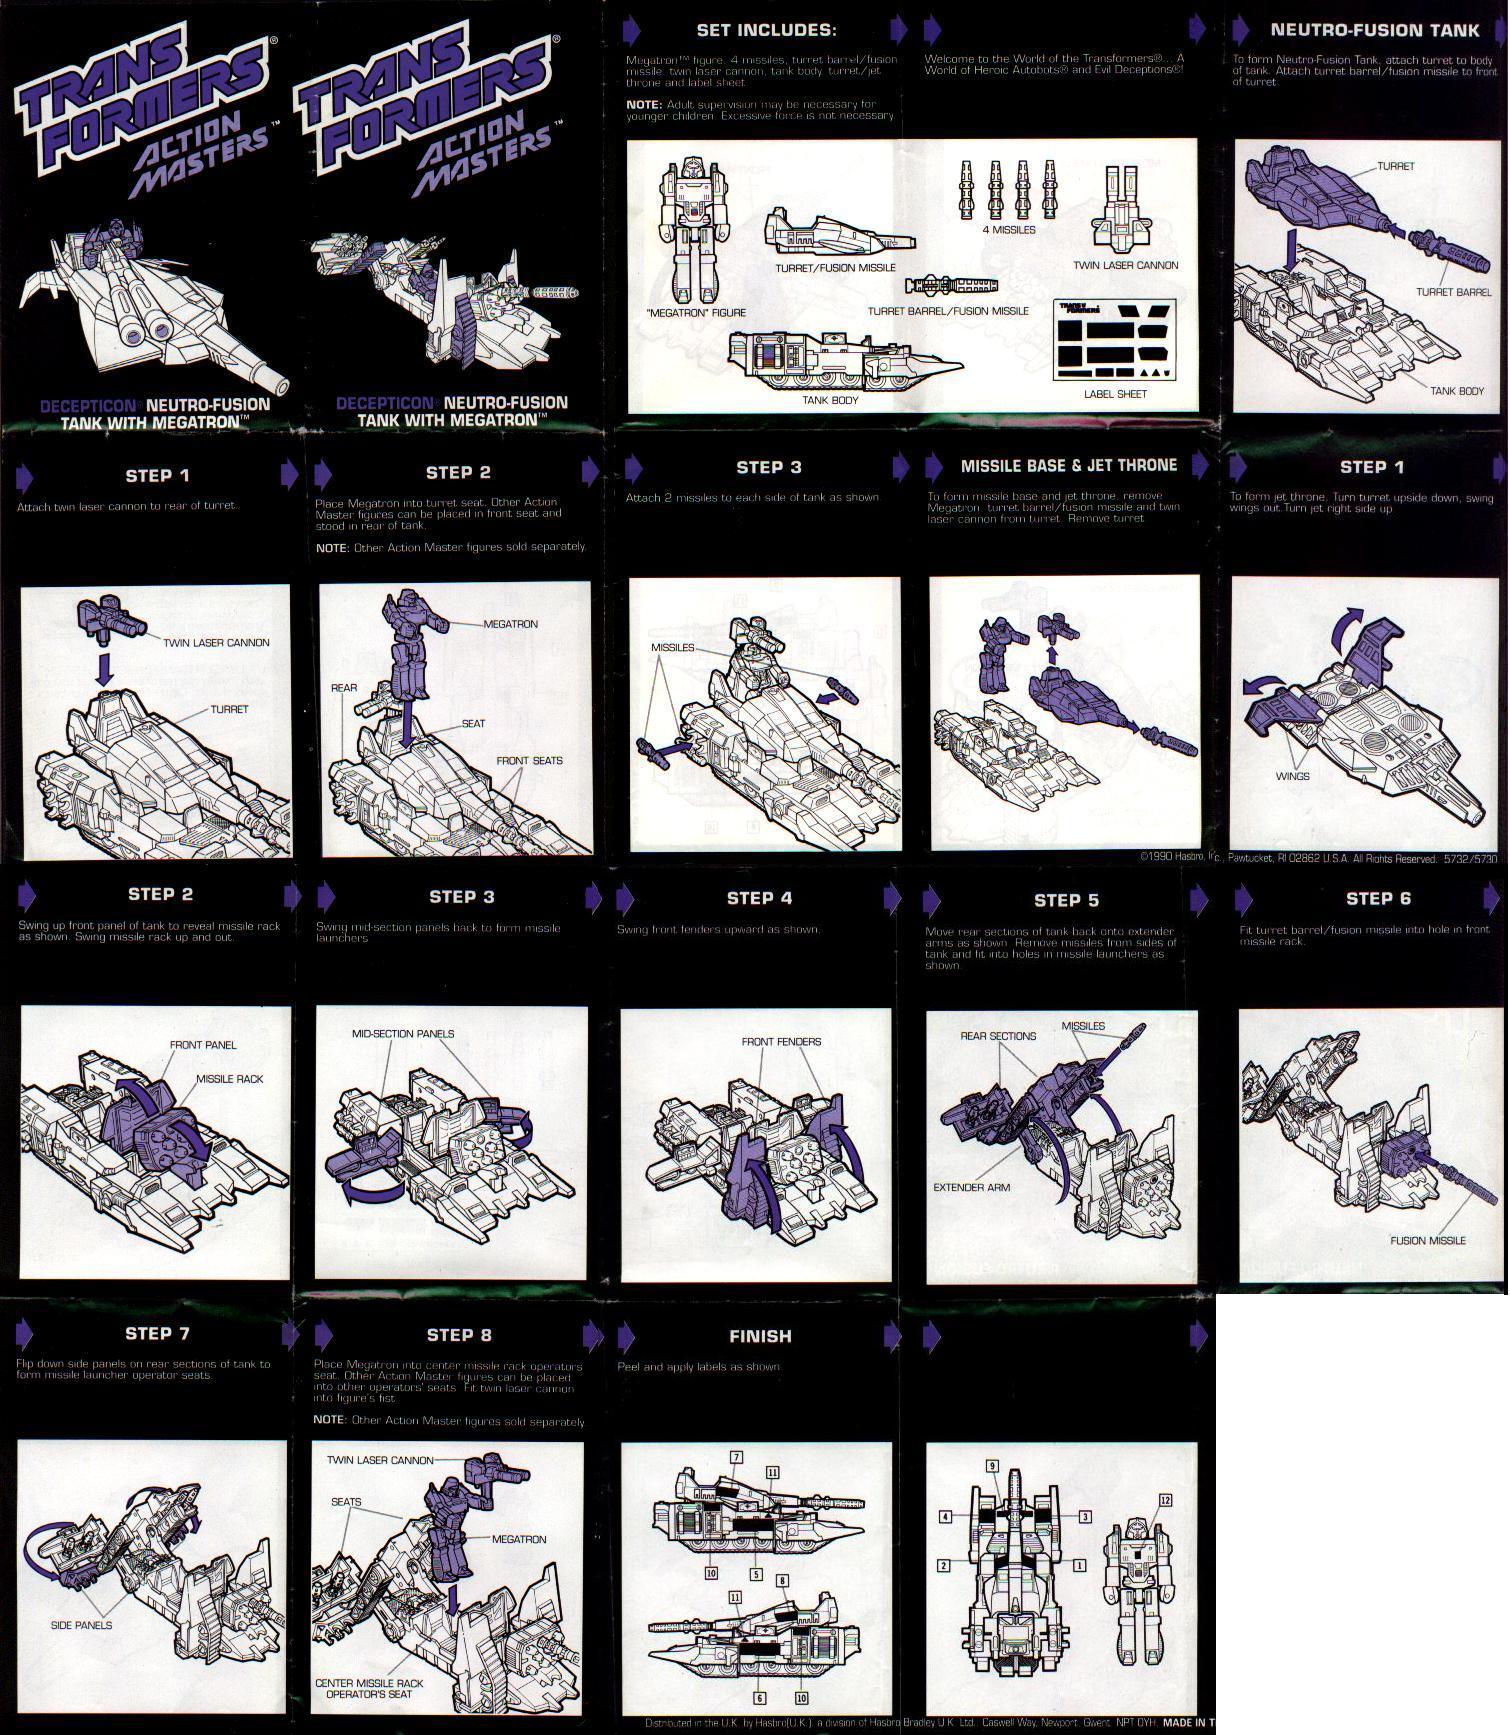 TRANS
FORMERS®
ACTION
MASTERS™
DECEPTICON® NEUTRO-FUSION
TANK WITH MEGATRON™
TRANS
FORMERS®
ACTION
MASTERS™
DECEPTICON® NEUTRO-FUSION
TANK WITH MEGATRON™
SET INCLUDES:
Megatron™ figure, 4 missiles, turret barrel/fusion
missile, twin laser cannon, tank body, turret/jet
throne and label sheet.
NOTE: Adult supervision may be necessary for
younger children. Excessive force is not necessary.
"MEGATRON" FIGURE
TURRET/FUSION MISSILE
TANK BODY
Welcome to the World of the Transformers®... A
World of Heroic Autobots® and Evil Decepticons®!
4 MISSILES
TWIN LASER CANNON
TURRET BARREL/FUSION MISSILE
TRANS
FORMERS
LABEL SHEET
NEUTRO-FUSION TANK
To form Neutro-Fusion Tank, attach turret to body
of tank. Attach turret barrel/fusion missile to front
of turret.
TURRET
TURRET BARREL
TANK BODY
STEP 1
Attach twin laser cannon to rear of turret.
TWIN LASER CANNON
TURRET
STEP 2
Place Megatron into turret seat. Other Action
Master figures can be placed in front seat and
stood in rear of tank.
NOTE: Other Action Master figures sold separately.
MEGATRON
REAR
SEAT
FRONT SEATS
STEP 3
Attach 2 missiles to each side of tank as shown.
MISSILES
MISSILE BASE & JET THRONE
To form missile base and jet throne, remove
Megatron, turret barrel/fusion missile and twin
laser cannon from turret. Remove turret.
STEP 1
To form jet throne, Turn turret upside down, swing
wings out. Turn jet right side up.
WINGS
©1990 Hasbro, Inc., Pawtucket, RI 02862 U.S.A. All Rights Reserved. 5732/5730
STEP 2
Swing up front panel of tank to reveal missile rack
as shown. Swing missile rack up and out.
FRONT PANEL
MISSILE RACK
STEP 3
Swing mid-section panels back to form missile
launchers.
MID-SECTION PANELS
STEP 4
Swing front fenders upward as shown.
FRONT FENDERS
STEP 5
Move rear sections of tank back onto extender
arms as shown. Remove missiles from sides of
tank and fit into holes in missile launchers as
shown.
MISSILES
REAR SECTIONS
EXTENDER ARM
STEP 6
Fit turret barrel/fusion missile into hole in front
missile rack.
FUSION MISSILE
STEP 7
Flip down side panels on rear sections of tank to
form missile launcher operator seats.
SIDE PANELS
STEP 8
Place Megatron into center missile rack operators
seat. Other Action Master figures can be placed
into other operators' seats. Fit twin laser cannon
into figure's fist.
NOTE: Other Action Master figures sold separately.
TWIN LASER CANNON
SEATS
MEGATRON
CENTER MISSILE RACK
OPERATOR'S SEAT
FINISH
Peel and apply labels as shown.
7
11
10
5
8
11
6
10
9
4
3
2
1
12
Distributed in the U.K. by Hasbro(U.K.), a division of Hasbro Bradley U.K. Ltd., Caswell Way, Newport, Gwent. NPT 0YH. MADE IN T